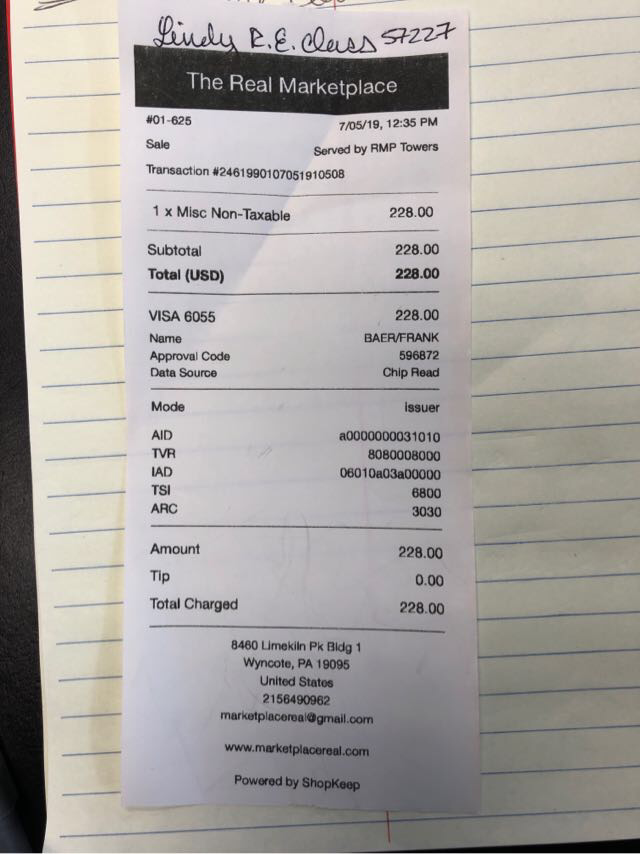 Lindy R.E. Class 57227
The Real Marketplace
#01-625 7/05/19, 12:35 PM
Sale Served by RMP Towers
Transaction #2461990107051910508
1 x Misc Non-Taxable 228.00
Subtotal 228.00
Total (USD) 228.00
VISA 6055 228.00
Name BAER/FRANK
Approval Code 596872
Data Source Chip Read
Mode Issuer
AID a0000000031010
TVR 8080008000
IAD 06010a03a00000
TSI 6800
ARC 3030
Amount 228.00
Tip 0.00
Total Charged 228.00
8460 Limekiln Pk Bldg 1
Wyncote, PA 19095
United States
2156490962
marketplacereal@gmail.com
www.marketplacereal.com
Powered by ShopKeep